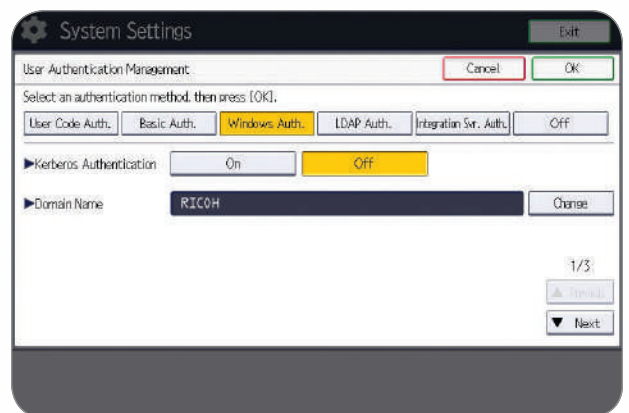 System Settings
Exit
User Authentication Management
Cancel
OK
Select an authentication method, then press [OK].
User Code Auth.
Basic Auth.
Windows Auth.
LDAP Auth.
Integration Svr. Auth.
Off
▶Kerberos Authentication
On
Off
▶Domain Name
RICOH
Change
1/3
▲
▼ Next